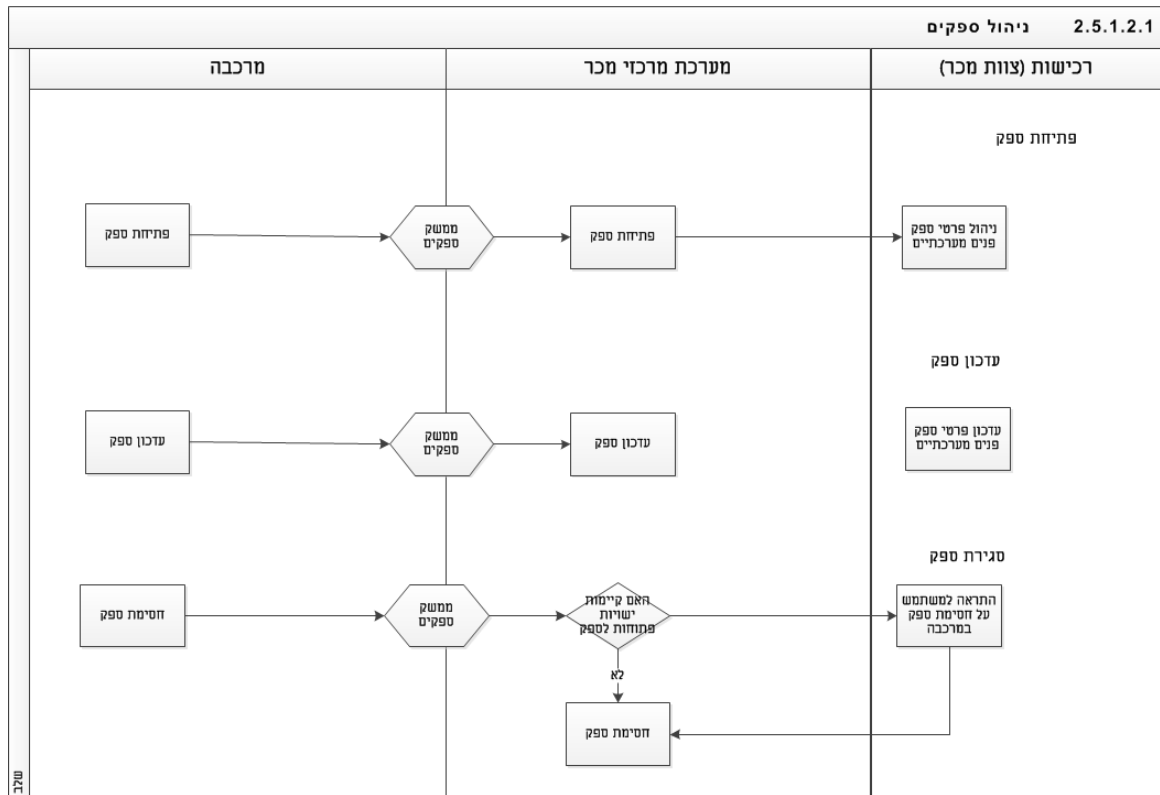 2.5.1.2.1 ניהול ספקים
רכישות (צוות מכר)
מערכת מרכזי מכר
מרכבה
פתיחת ספק
ניהול פרטי ספק
פנים מערכתיים
פתיחת ספק
ממשק
ספקים
פתיחת ספק
עדכון ספק
עדכון פרטי ספק
פנים מערכתיים
עדכון ספק
ממשק
ספקים
עדכון ספק
סגירת ספק
התראה למשתמש
על חסימת ספק
במרכבה
האם קיימות
ישויות
פתוחות לספק
ממשק
ספקים
חסימת ספק
לא
חסימת ספק
שלב